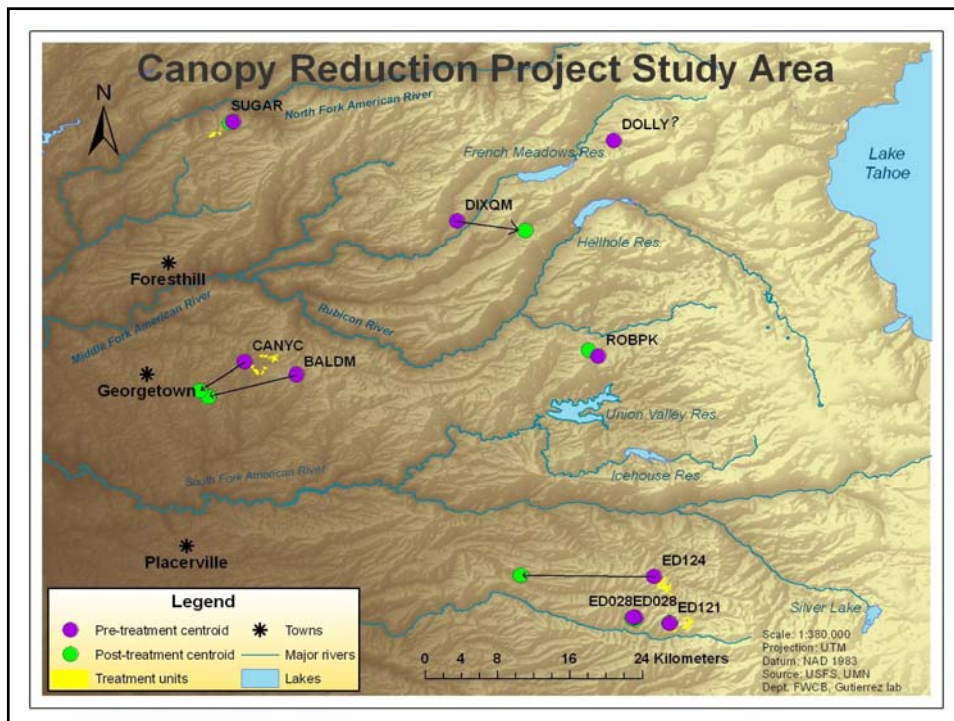 Canopy Reduction Project Study Area
N
SUGAR
North Fork American River
DOLLY?
French Meadows Res.
Lake
Tahoe
DIXQM
Hellhole Res.
Foresthill
Middle Fork American River
Rubicon River
CANYC
BALDM
ROBPK
Georgetown
Union Valley Res.
South Fork American River
Icehouse Res.
Placerville
ED124
ED028ED028
ED121
Silver Lake
Legend
Pre-treatment centroid
Towns
Post-treatment centroid
Major rivers
Treatment units
Lakes
0 4 8 16 24 Kilometers
Scale: 1:380,000
Projection: UTM
Datum: NAD 1983
Source: USFS, UMN
Dept. FWCB, Gutierrez lab